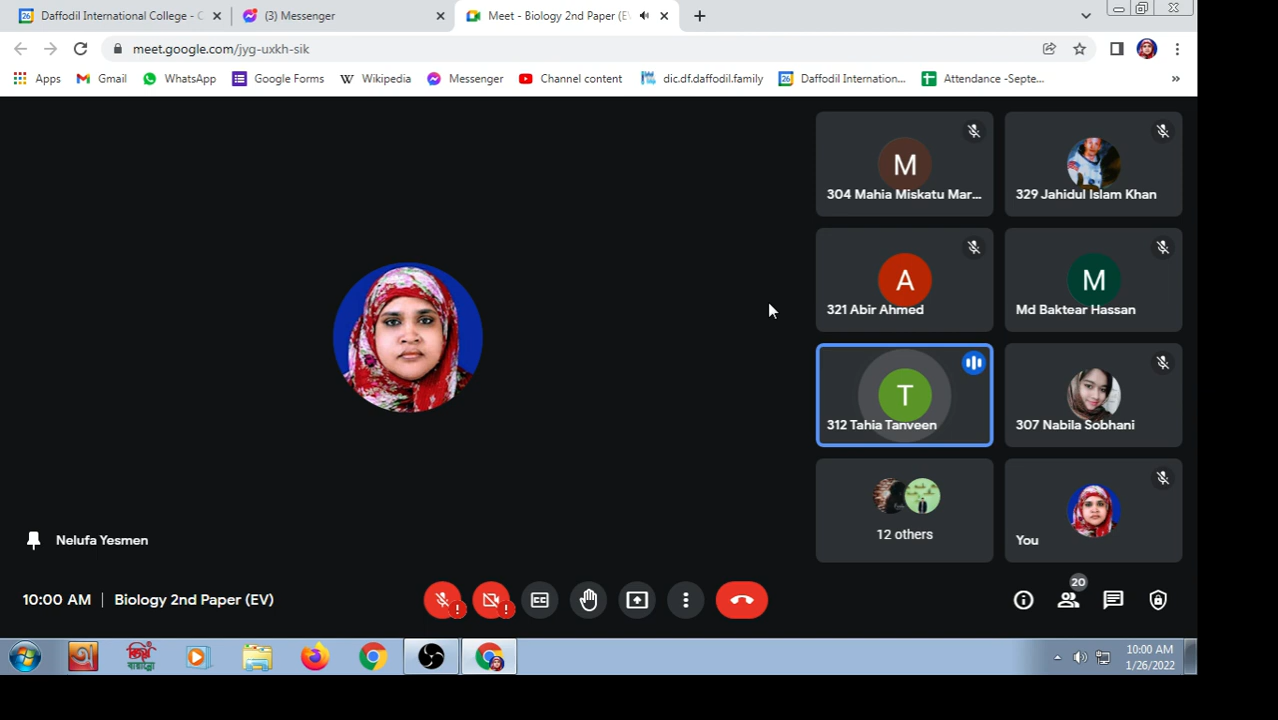 Daffodil International College - C
(3) Messenger
Meet - Biology 2nd Paper (EV
meet.google.com/jyg-uxkh-sik
Apps
Gmail
WhatsApp
Google Forms
Wikipedia
Messenger
Channel content
dic.df.daffodil.family
Daffodil Internation...
Attendance -Septe...
M
304 Mahia Miskatu Mar...
329 Jahidul Islam Khan
A
321 Abir Ahmed
M
Md Baktear Hassan
T
312 Tahia Tanveen
307 Nabila Sobhani
12 others
You
Nelufa Yesmen
10:00 AM | Biology 2nd Paper (EV)
20
10:00 AM
1/26/2022